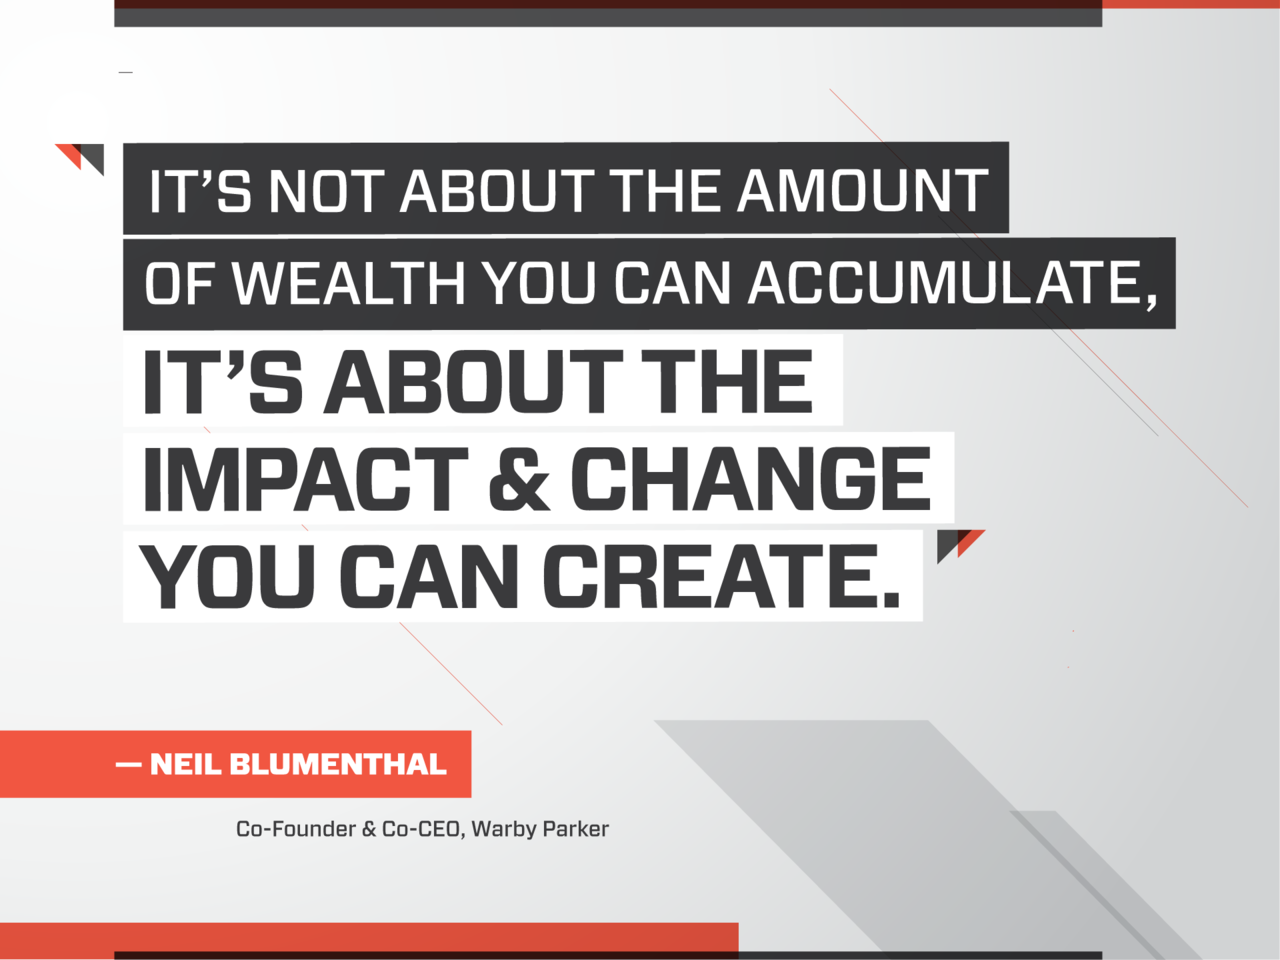 IT’S NOT ABOUT THE AMOUNT
OF WEALTH YOU CAN ACCUMULATE,
IT’S ABOUT THE
IMPACT & CHANGE
YOU CAN CREATE.
— NEIL BLUMENTHAL
Co-Founder & Co-CEO, Warby Parker